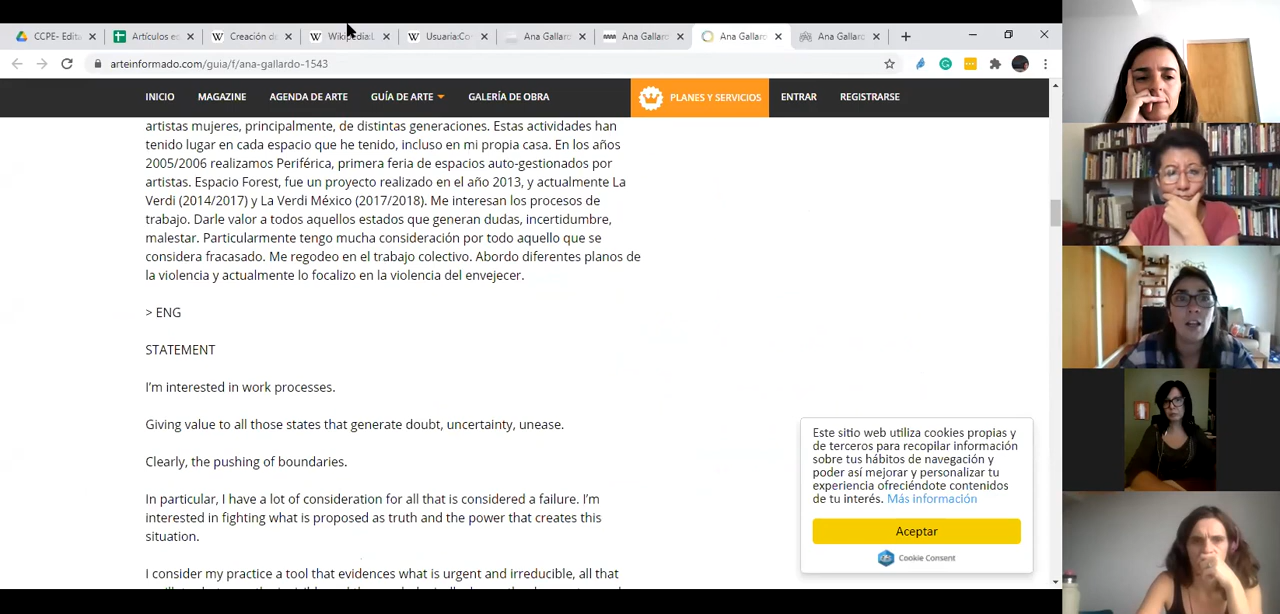 CCPE- Edita
Artículos ed
Creación de
Wikipedia:L
Usuaria:Co
Ana Gallard
Ana Gallard
Ana Gallard
Ana Gallard
arteinformado.com/guia/f/ana-gallardo-1543
INICIO MAGAZINE AGENDA DE ARTE GUÍA DE ARTE GALERÍA DE OBRA PLANES Y SERVICIOS ENTRAR REGISTRARSE
artistas mujeres, principalmente, de distintas generaciones. Estas actividades han
tenido lugar en cada espacio que he tenido, incluso en mi propia casa. En los años
2005/2006 realizamos Periférica, primera feria de espacios auto-gestionados por
artistas. Espacio Forest, fue un proyecto realizado en el año 2013, y actualmente La
Verdi (2014/2017) y La Verdi México (2017/2018). Me interesan los procesos de
trabajo. Darle valor a todos aquellos estados que generan dudas, incertidumbre,
malestar. Particularmente tengo mucha consideración por todo aquello que se
considera fracasado. Me regodeo en el trabajo colectivo. Abordo diferentes planos de
la violencia y actualmente lo focalizo en la violencia del envejecer.
> ENG
STATEMENT
I'm interested in work processes.
Giving value to all those states that generate doubt, uncertainty, unease.
Clearly, the pushing of boundaries.
In particular, I have a lot of consideration for all that is considered a failure. I'm
interested in fighting what is proposed as truth and the power that creates this
situation.
I consider my practice a tool that evidences what is urgent and irreducible, all that
Este sitio web utiliza cookies propias y
de terceros para recopilar información
sobre tus hábitos de navegación y
poder así mejorar y personalizar tu
experiencia ofreciéndote contenidos
de tu interés. Más información
Aceptar
Cookie Consent